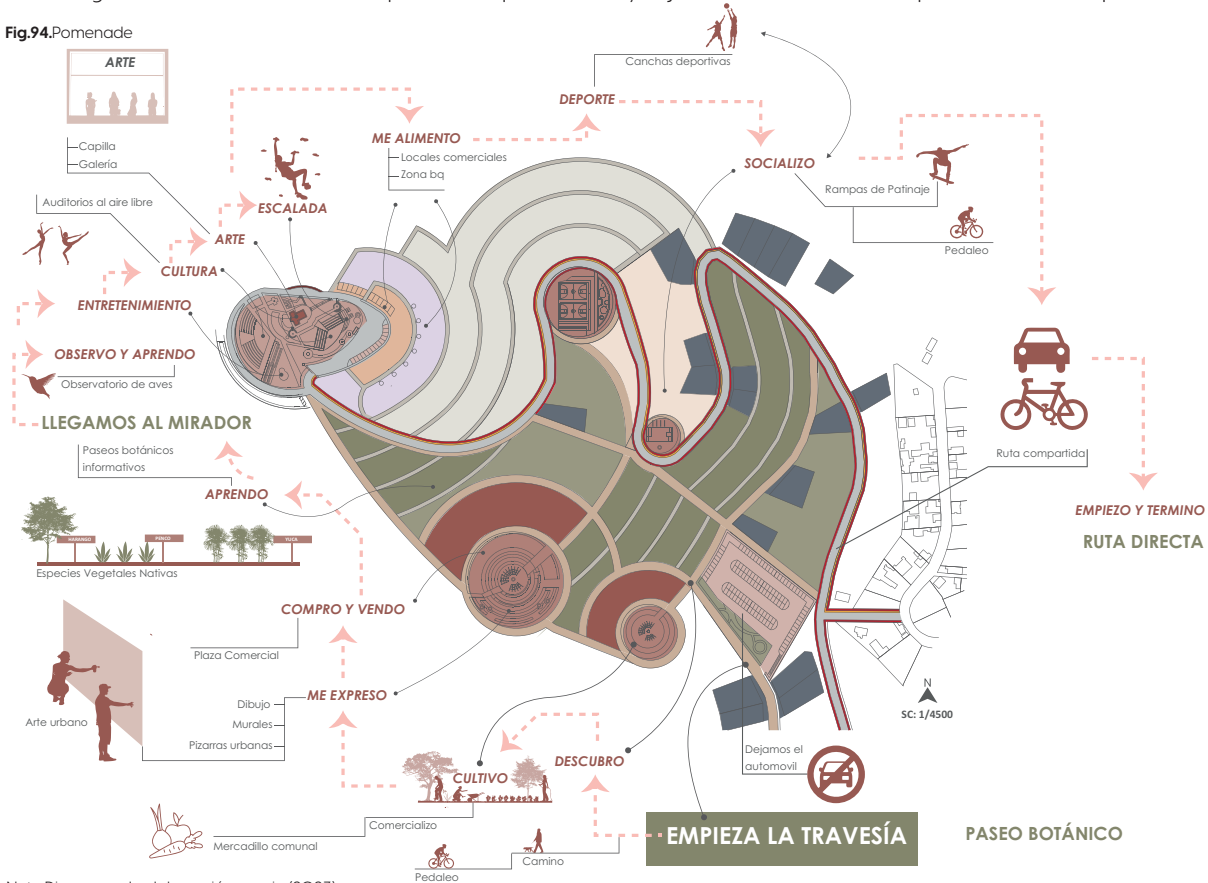 Fig.94.Pomenade
ARTE
Capilla
Galería
Auditorios al aire libre
ESCALADA
ARTE
CULTURA
ENTRETENIMIENTO
OBSERVO Y APRENDO
Observatorio de aves
LLEGAMOS AL MIRADOR
Paseos botánicos
informativos
APRENDO
PENCO
YUCA
Especies Vegetales Nativas
COMPRO Y VENDO
Plaza Comercial
ME EXPRESO
Dibujo
Murales
Pizarras urbanas
Arte urbano
ME ALIMENTO
Locales comerciales
Zona bq
DEPORTE
Canchas deportivas
SOCIALIZO
Rampas de Patinaje
Pedaleo
Ruta compartida
EMPIEZO Y TERMINO
RUTA DIRECTA
N
SC: 1/4500
Dejamos el
automovil
DESCUBRO
CULTIVO
Comercializo
Mercadillo comunal
Camino
Pedaleo
EMPIEZA LA TRAVESÍA
PASEO BOTÁNICO